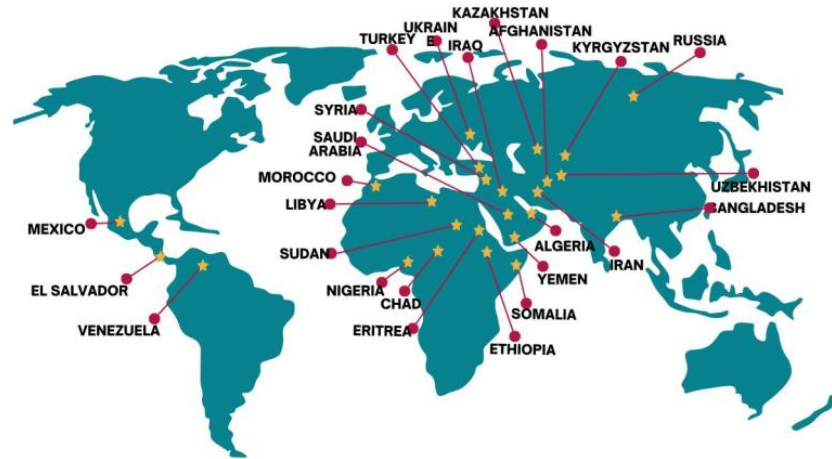 KAZAKHSTAN
UKRAIN
E
AFGHANISTAN
TURKEY
IRAQ
KYRGYZSTAN
RUSSIA
SYRIA
SAUDI
ARABIA
MOROCCO
UZBEKHISTAN
LIBYA
BANGLADESH
MEXICO
ALGERIA
SUDAN
IRAN
YEMEN
EL SALVADOR
NIGERIA
CHAD
SOMALIA
VENEZUELA
ERITREA
ETHIOPIA